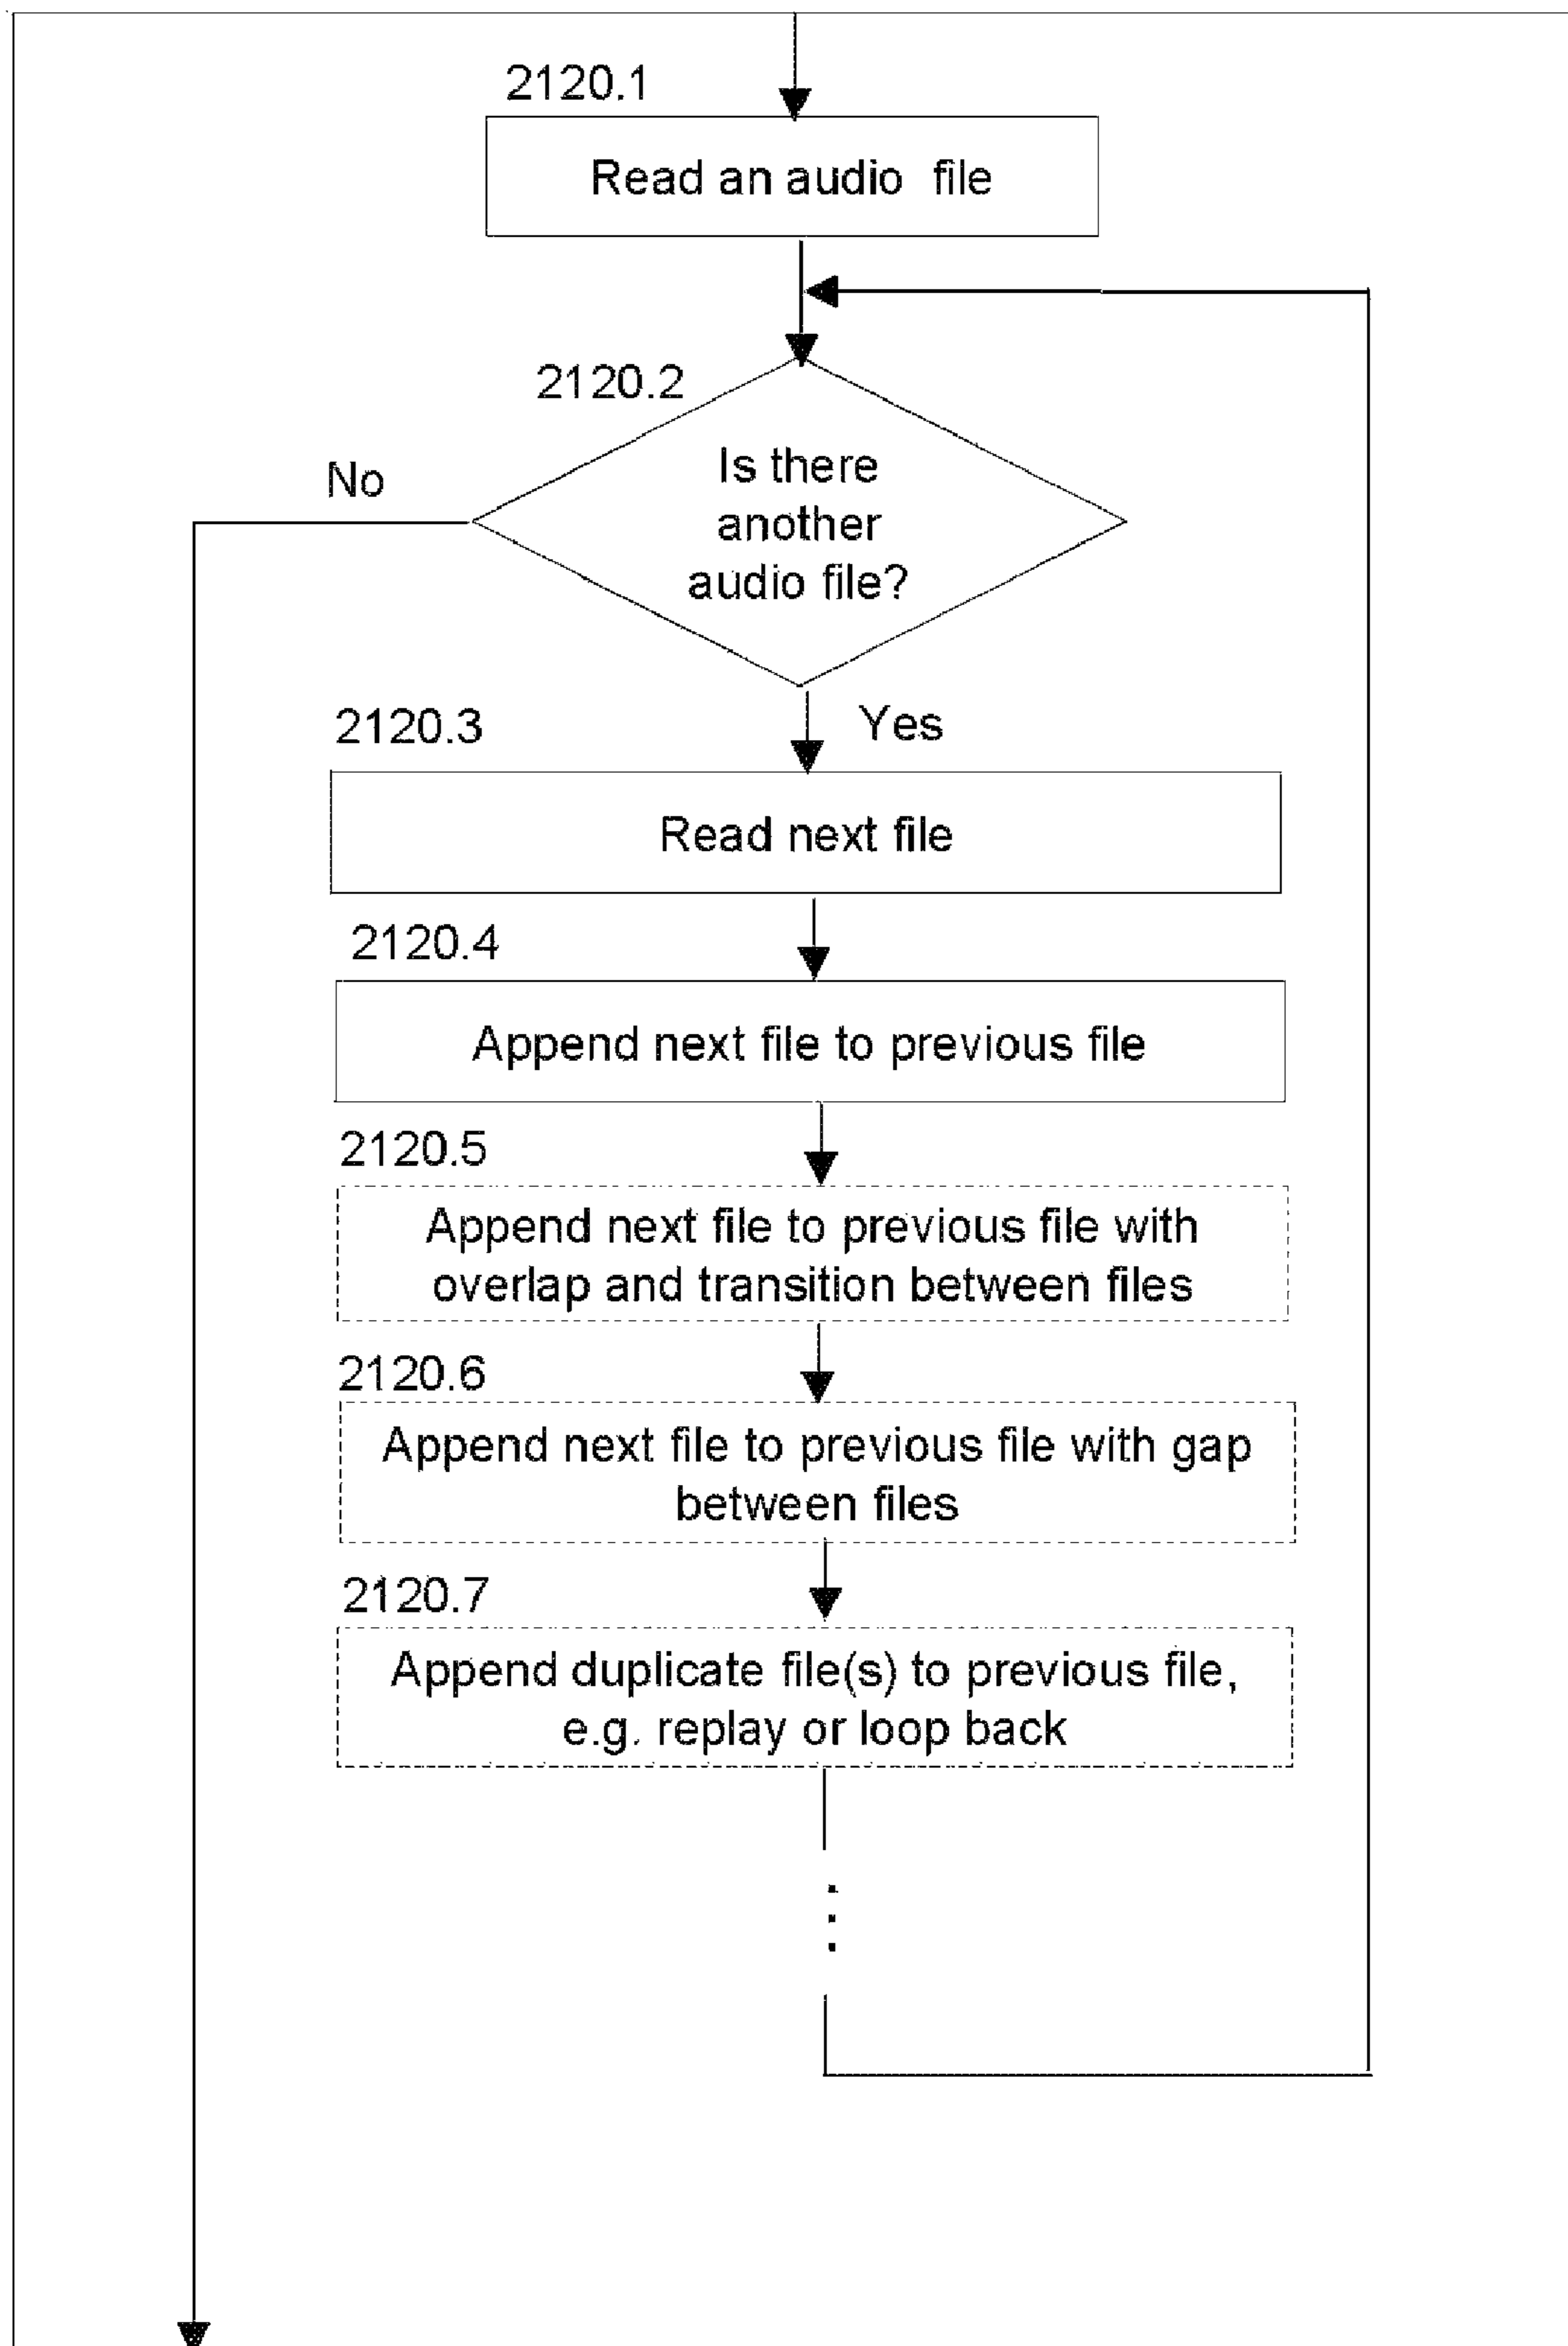 2120.1
Read an audio file
2120.2
No
Is there
another
audio file?
2120.3
Yes
Read next file
2120.4
Append next file to previous file
2120.5
Append next file to previous file with
overlap and transition between files
2120.6
Append next file to previous file with gap
between files
2120.7
Append duplicate file(s) to previous file,
e.g. replay or loop back